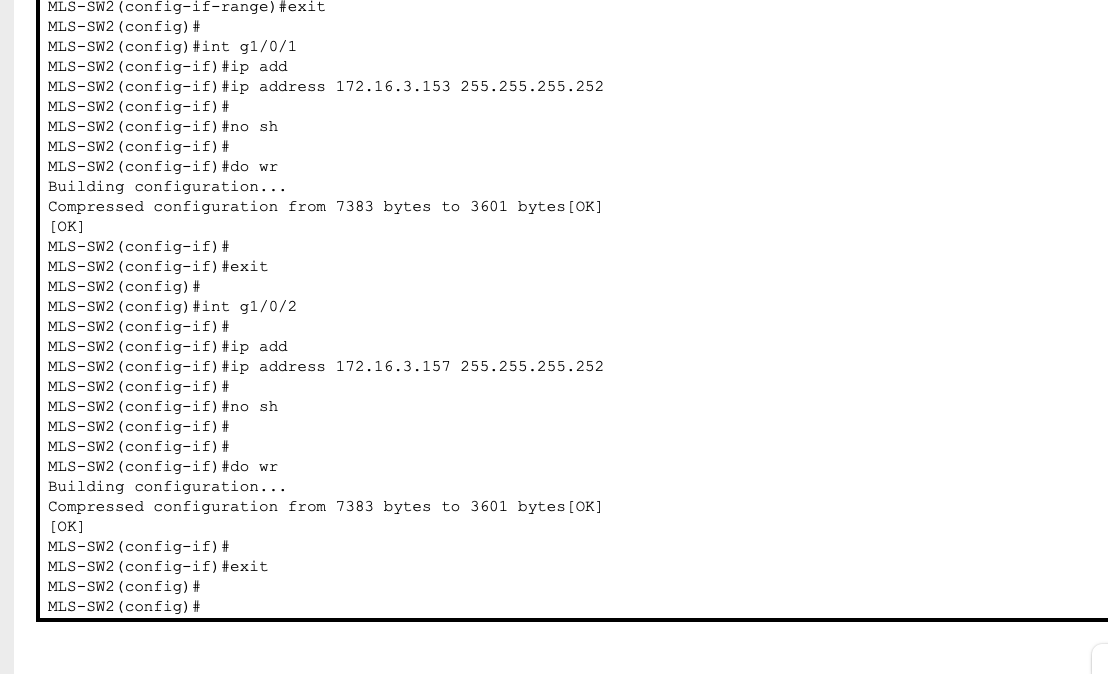 MLS-SW2(config-if-range)#exit
MLS-SW2(config)#
MLS-SW2(config)#int g1/0/1
MLS-SW2(config-if)#ip add
MLS-SW2(config-if)#ip address 172.16.3.153 255.255.255.252
MLS-SW2(config-if)#
MLS-SW2(config-if)#no sh
MLS-SW2(config-if)#
MLS-SW2(config-if)#do wr
Building configuration...
Compressed configuration from 7383 bytes to 3601 bytes[OK]
[OK]
MLS-SW2(config-if)#
MLS-SW2(config-if)#exit
MLS-SW2(config)#
MLS-SW2(config)#int g1/0/2
MLS-SW2(config-if)#
MLS-SW2(config-if)#ip add
MLS-SW2(config-if)#ip address 172.16.3.157 255.255.255.252
MLS-SW2(config-if)#
MLS-SW2(config-if)#no sh
MLS-SW2(config-if)#
MLS-SW2(config-if)#
MLS-SW2(config-if)#do wr
Building configuration...
Compressed configuration from 7383 bytes to 3601 bytes[OK]
[OK]
MLS-SW2(config-if)#
MLS-SW2(config-if)#exit
MLS-SW2(config)#
MLS-SW2(config)#